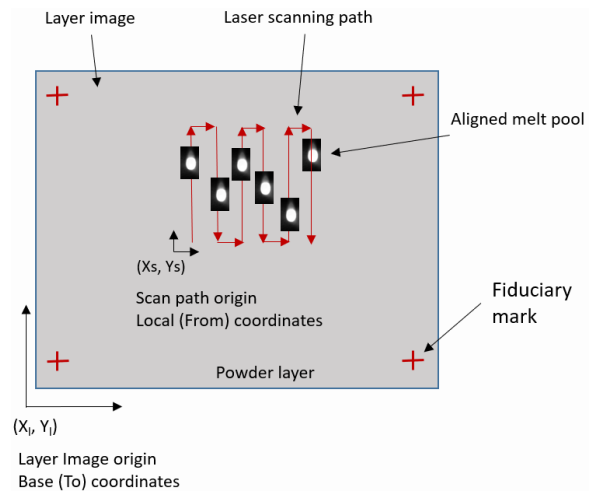 Layer image
Laser scanning path
Aligned melt pool
(Xs, Ys)
Scan path origin
Local (From) coordinates
Fiduciary
mark
Powder layer
(Xₗ, Yₗ)
Layer Image origin
Base (To) coordinates